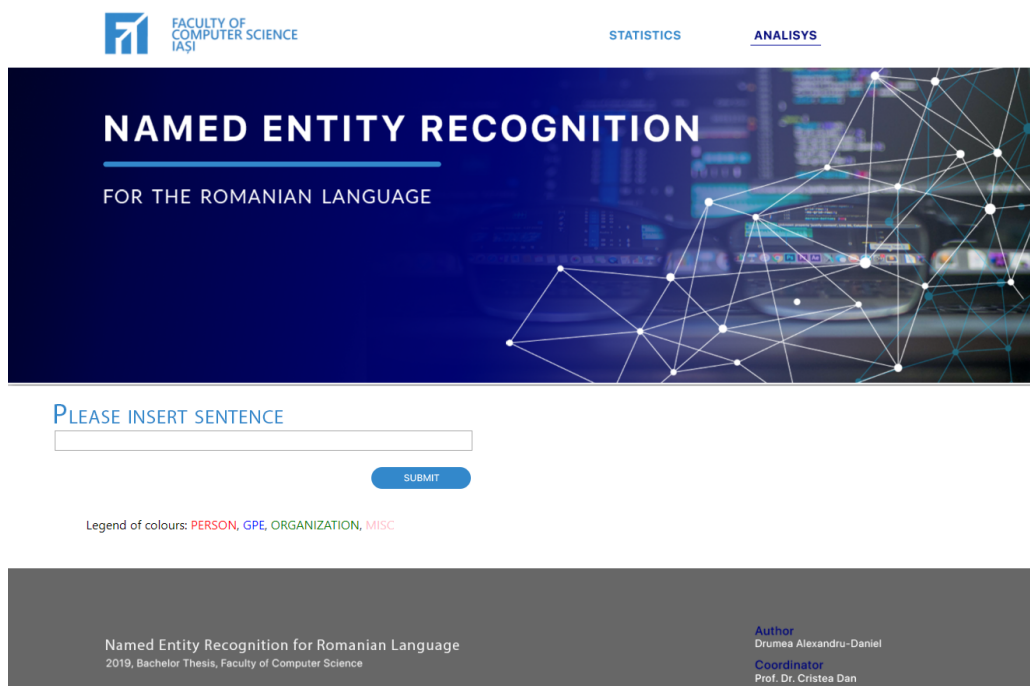 FACULTY OF
COMPUTER SCIENCE
IAȘI
STATISTICS
ANALISYS
NAMED ENTITY RECOGNITION
FOR THE ROMANIAN LANGUAGE
PLEASE INSERT SENTENCE
SUBMIT
Legend of colours: PERSON, GPE, ORGANIZATION, MISC
Named Entity Recognition for Romanian Language
2019, Bachelor Thesis, Faculty of Computer Science
Author
Drumea Alexandru-Daniel
Coordinator
Prof. Dr. Cristea Dan